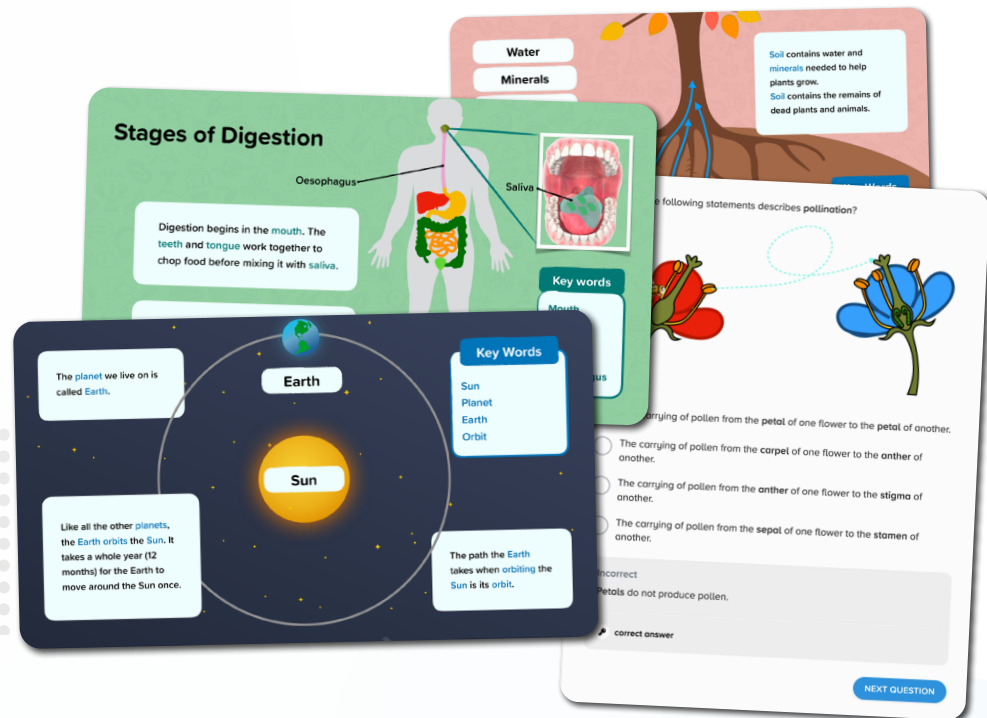 Water
Minerals
Soil contains water and
minerals needed to help
plants grow.
Soil contains the remains of
dead plants and animals.
Stages of Digestion
Oesophagus
Saliva
Digestion begins in the mouth. The
teeth and tongue work together to
chop food before mixing it with saliva.
Key words
Mouth
following statements describes pollination?
carrying of pollen from the petal of one flower to the petal of another.
The carrying of pollen from the carpel of one flower to the anther of
another.
The carrying of pollen from the anther of one flower to the stigma of
another.
The carrying of pollen from the sepal of one flower to the stamen of
another.
Incorrect
Petals do not produce pollen.
correct answer
NEXT QUESTION
The planet we live on is
called Earth.
Earth
Key Words
Sun
Planet
Earth
Orbit
Sun
Like all the other planets,
the Earth orbits the Sun. It
takes a whole year (12
months) for the Earth to
move around the Sun once.
The path the Earth
takes when orbiting the
Sun is its orbit.